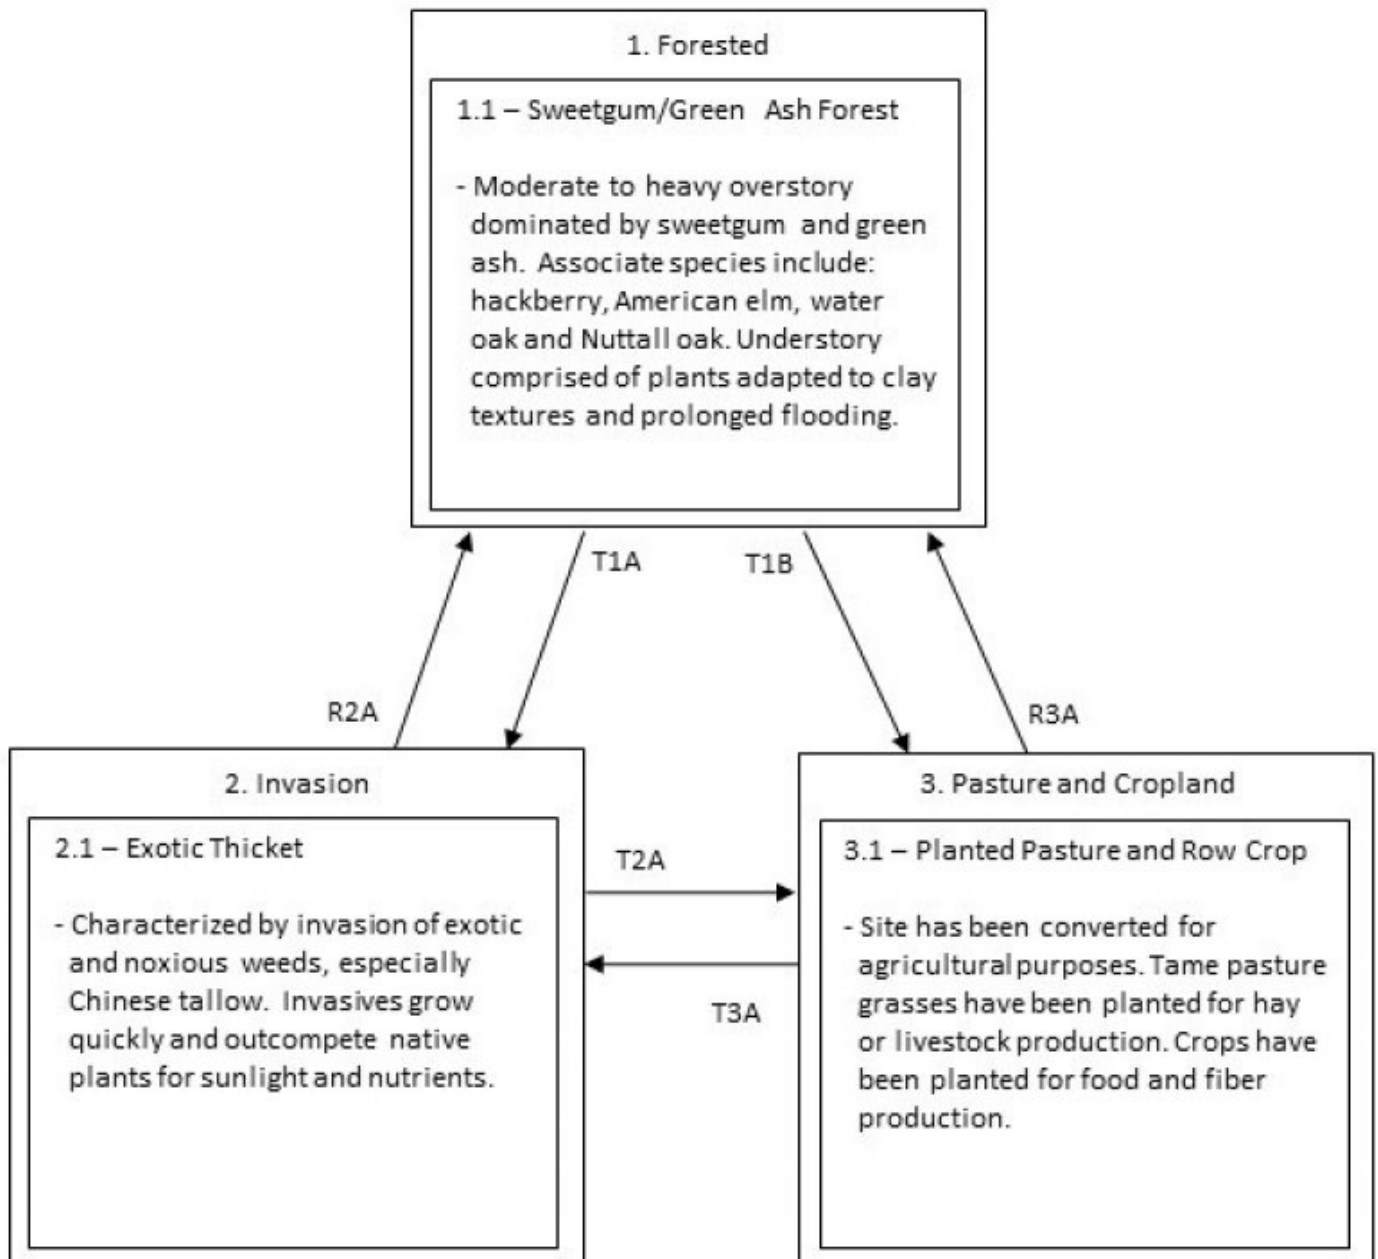 1. Forested
1.1 – Sweetgum/Green Ash Forest
- Moderate to heavy overstory
dominated by sweetgum and green
ash. Associate species include:
hackberry, American elm, water
oak and Nuttall oak. Understory
comprised of plants adapted to clay
textures and prolonged flooding.
T1A
T1B
R2A
R3A
2. Invasion
2.1 – Exotic Thicket
- Characterized by invasion of exotic
and noxious weeds, especially
Chinese tallow. Invasives grow
quickly and outcompete native
plants for sunlight and nutrients.
T2A
T3A
3. Pasture and Cropland
3.1 – Planted Pasture and Row Crop
- Site has been converted for
agricultural purposes. Tame pasture
grasses have been planted for hay
or livestock production. Crops have
been planted for food and fiber
production.